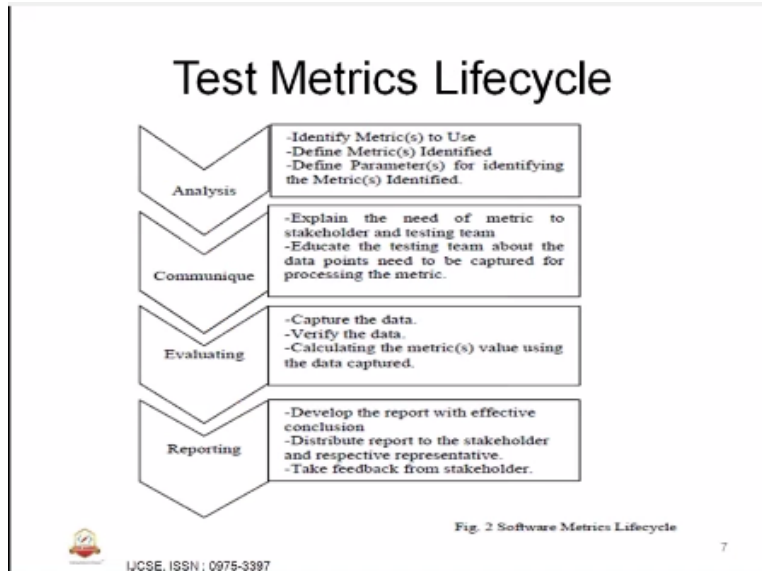 Test Metrics Lifecycle
Analysis
-Identify Metric(s) to Use
-Define Metric(s) Identified
-Define Parameter(s) for identifying
the Metric(s) Identified.
Communique
-Explain the need of metric to
stakeholder and testing team
-Educate the testing team about the
data points need to be captured for
processing the metric.
Evaluating
-Capture the data.
-Verify the data.
-Calculating the metric(s) value using
the data captured.
Reporting
-Develop the report with effective
conclusion
-Distribute report to the stakeholder
and respective representative.
-Take feedback from stakeholder.
Fig. 2 Software Metrics Lifecycle
7
IJCSE, ISSN : 0975-3397